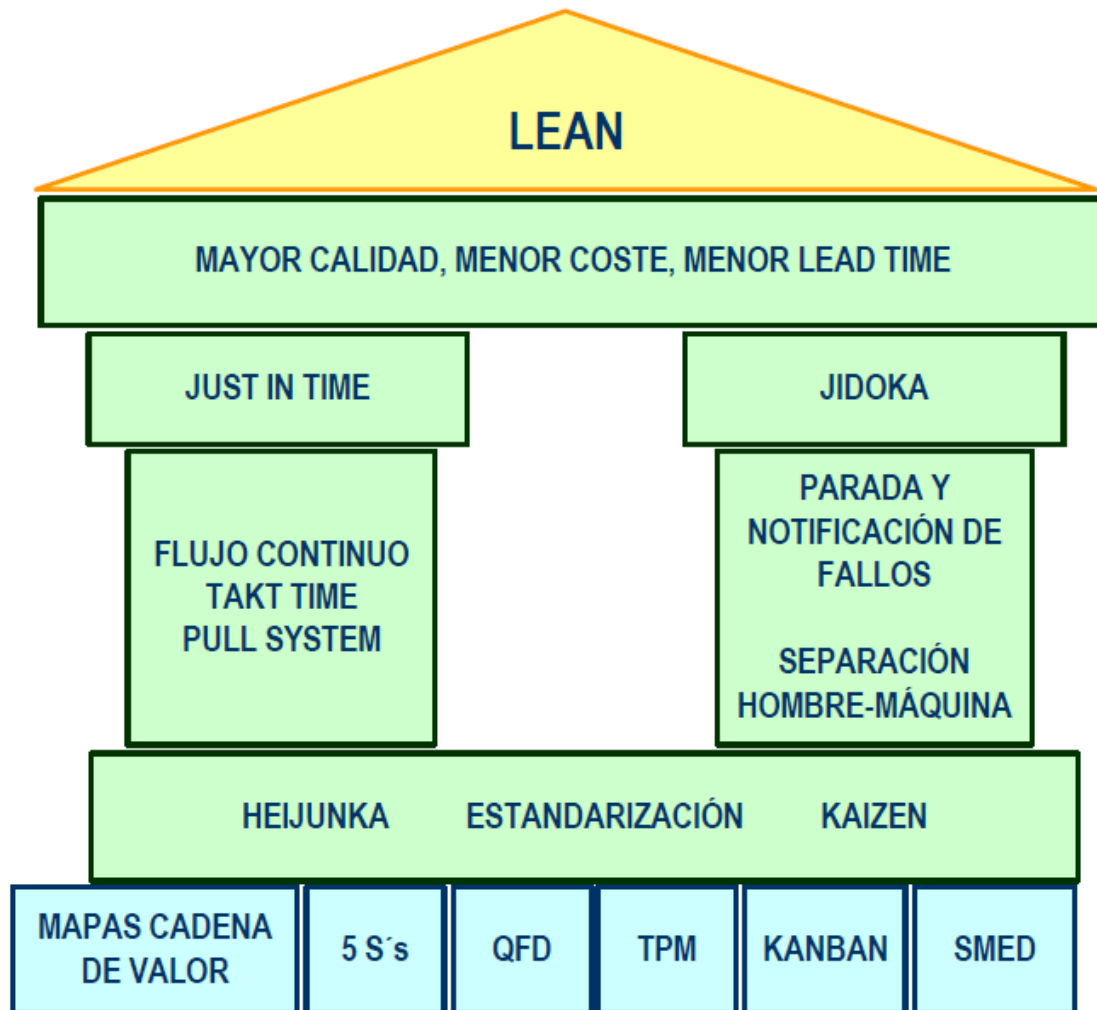 LEAN
MAYOR CALIDAD, MENOR COSTE, MENOR LEAD TIME
JUST IN TIME
JIDOKA
FLUJO CONTINUO
TAKT TIME
PULL SYSTEM
PARADA Y
NOTIFICACIÓN DE
FALLOS
SEPARACIÓN
HOMBRE-MÁQUINA
HEIJUNKA ESTANDARIZACIÓN KAIZEN
MAPAS CADENA
DE VALOR
5 S´s
QFD
TPM
KANBAN
SMED